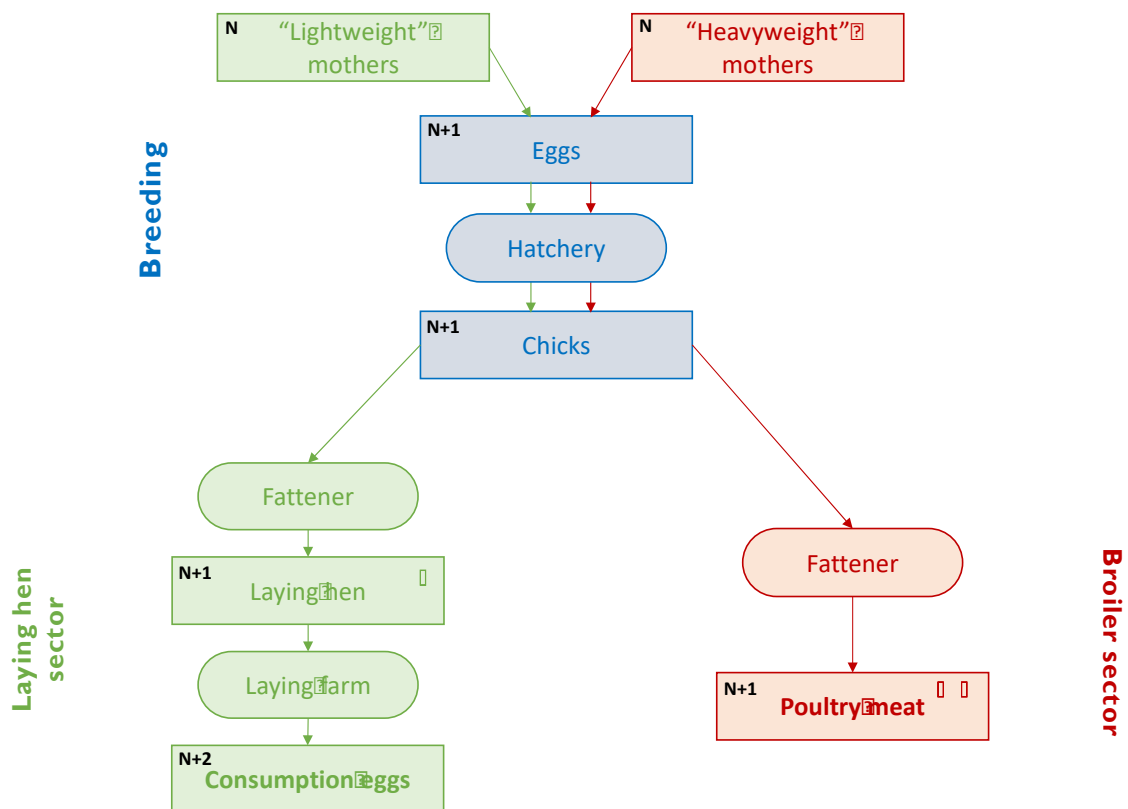 N
“Lightweight”
mothers
N
“Heavyweight”
mothers
N+1
Eggs
Breeding
Hatchery
N+1
Chicks
Fattener
Fattener
N+1
Laying hen
Laying hen
sector
Broiler sector
Laying farm
N+1
Poultry meat
N+2
Consumption eggs